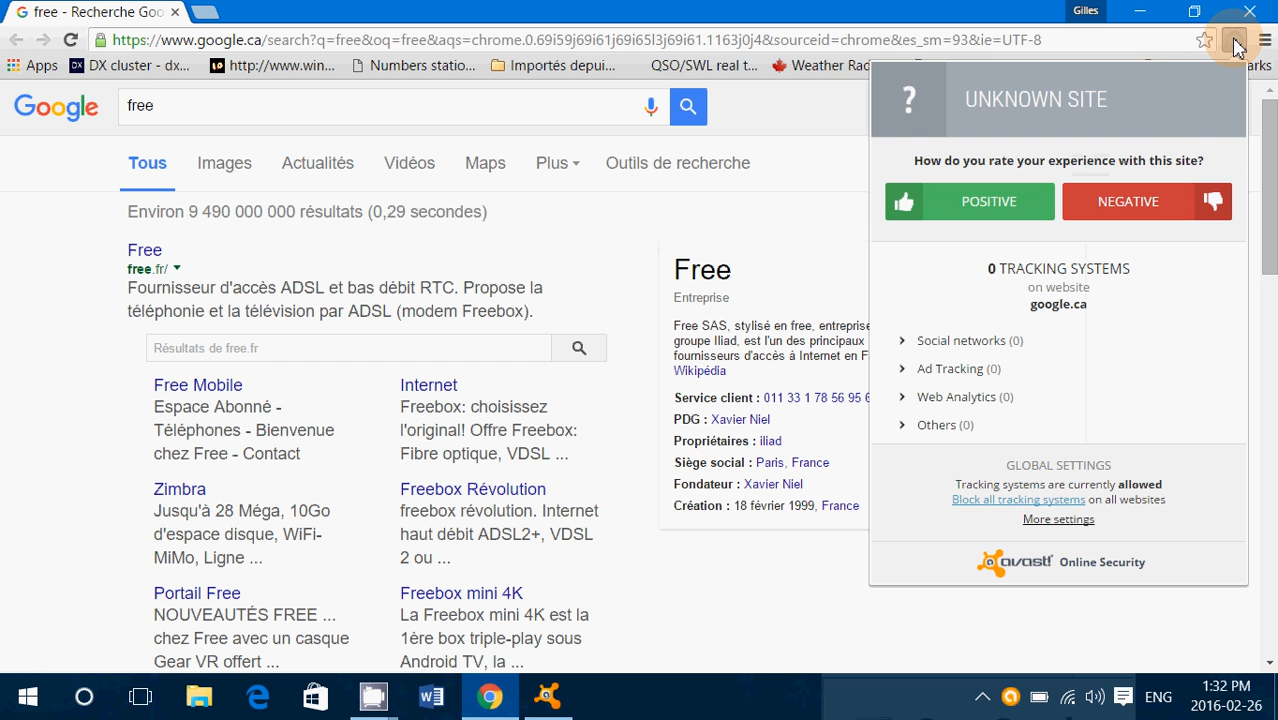 free - Recherche Goo
Gilles
https://www.google.ca/search?q=free&oq=free&aqs=chrome.0.69i59j69i61j69i65l3j69i61.1163j0j4&sourceid=chrome&es_sm=93&ie=UTF-8
Apps DX DX cluster - dx... http://www.win... Numbers statio... Importés depui... QSO/SWL real t... Weather Rad
Google free
Tous Images Actualités Vidéos Maps Plus Outils de recherche
Environ 9 490 000 000 résultats (0,29 secondes)
Free
free.fr/
Fournisseur d'accès ADSL et bas débit RTC. Propose la
téléphonie et la télévision par ADSL (modem Freebox).
Résultats de free.fr
Free Mobile
Espace Abonné -
Téléphones - Bienvenue
chez Free - Contact
Internet
Freebox: choisissez
l'original! Offre Freebox:
Fibre optique, VDSL ...
Zimbra
Jusqu'à 28 Méga, 10Go
d'espace disque, WiFi-
MiMo, Ligne ...
Freebox Révolution
freebox révolution. Internet
haut débit ADSL2+, VDSL
2 ou ...
Portail Free
NOUVEAUTÉS FREE ...
chez Free avec un casque
Gear VR offert ...
Freebox mini 4K
La Freebox mini 4K est la
1ère box triple-play sous
Android TV, la ...
Free
Entreprise
Free SAS, stylisé en free, entreprise
groupe Iliad, est l'un des principaux
fournisseurs d'accès à Internet en F
Wikipédia
Service client : 011 33 1 78 56 95 6
PDG : Xavier Niel
Propriétaires : iliad
Siège social : Paris, France
Fondateur : Xavier Niel
Création : 18 février 1999, France
? UNKNOWN SITE
How do you rate your experience with this site?
POSITIVE NEGATIVE
0 TRACKING SYSTEMS
on website
google.ca
Social networks (0)
Ad Tracking (0)
Web Analytics (0)
Others (0)
GLOBAL SETTINGS
Tracking systems are currently allowed
Block all tracking systems on all websites
More settings
avast! Online Security
ENG
1:32 PM
2016-02-26